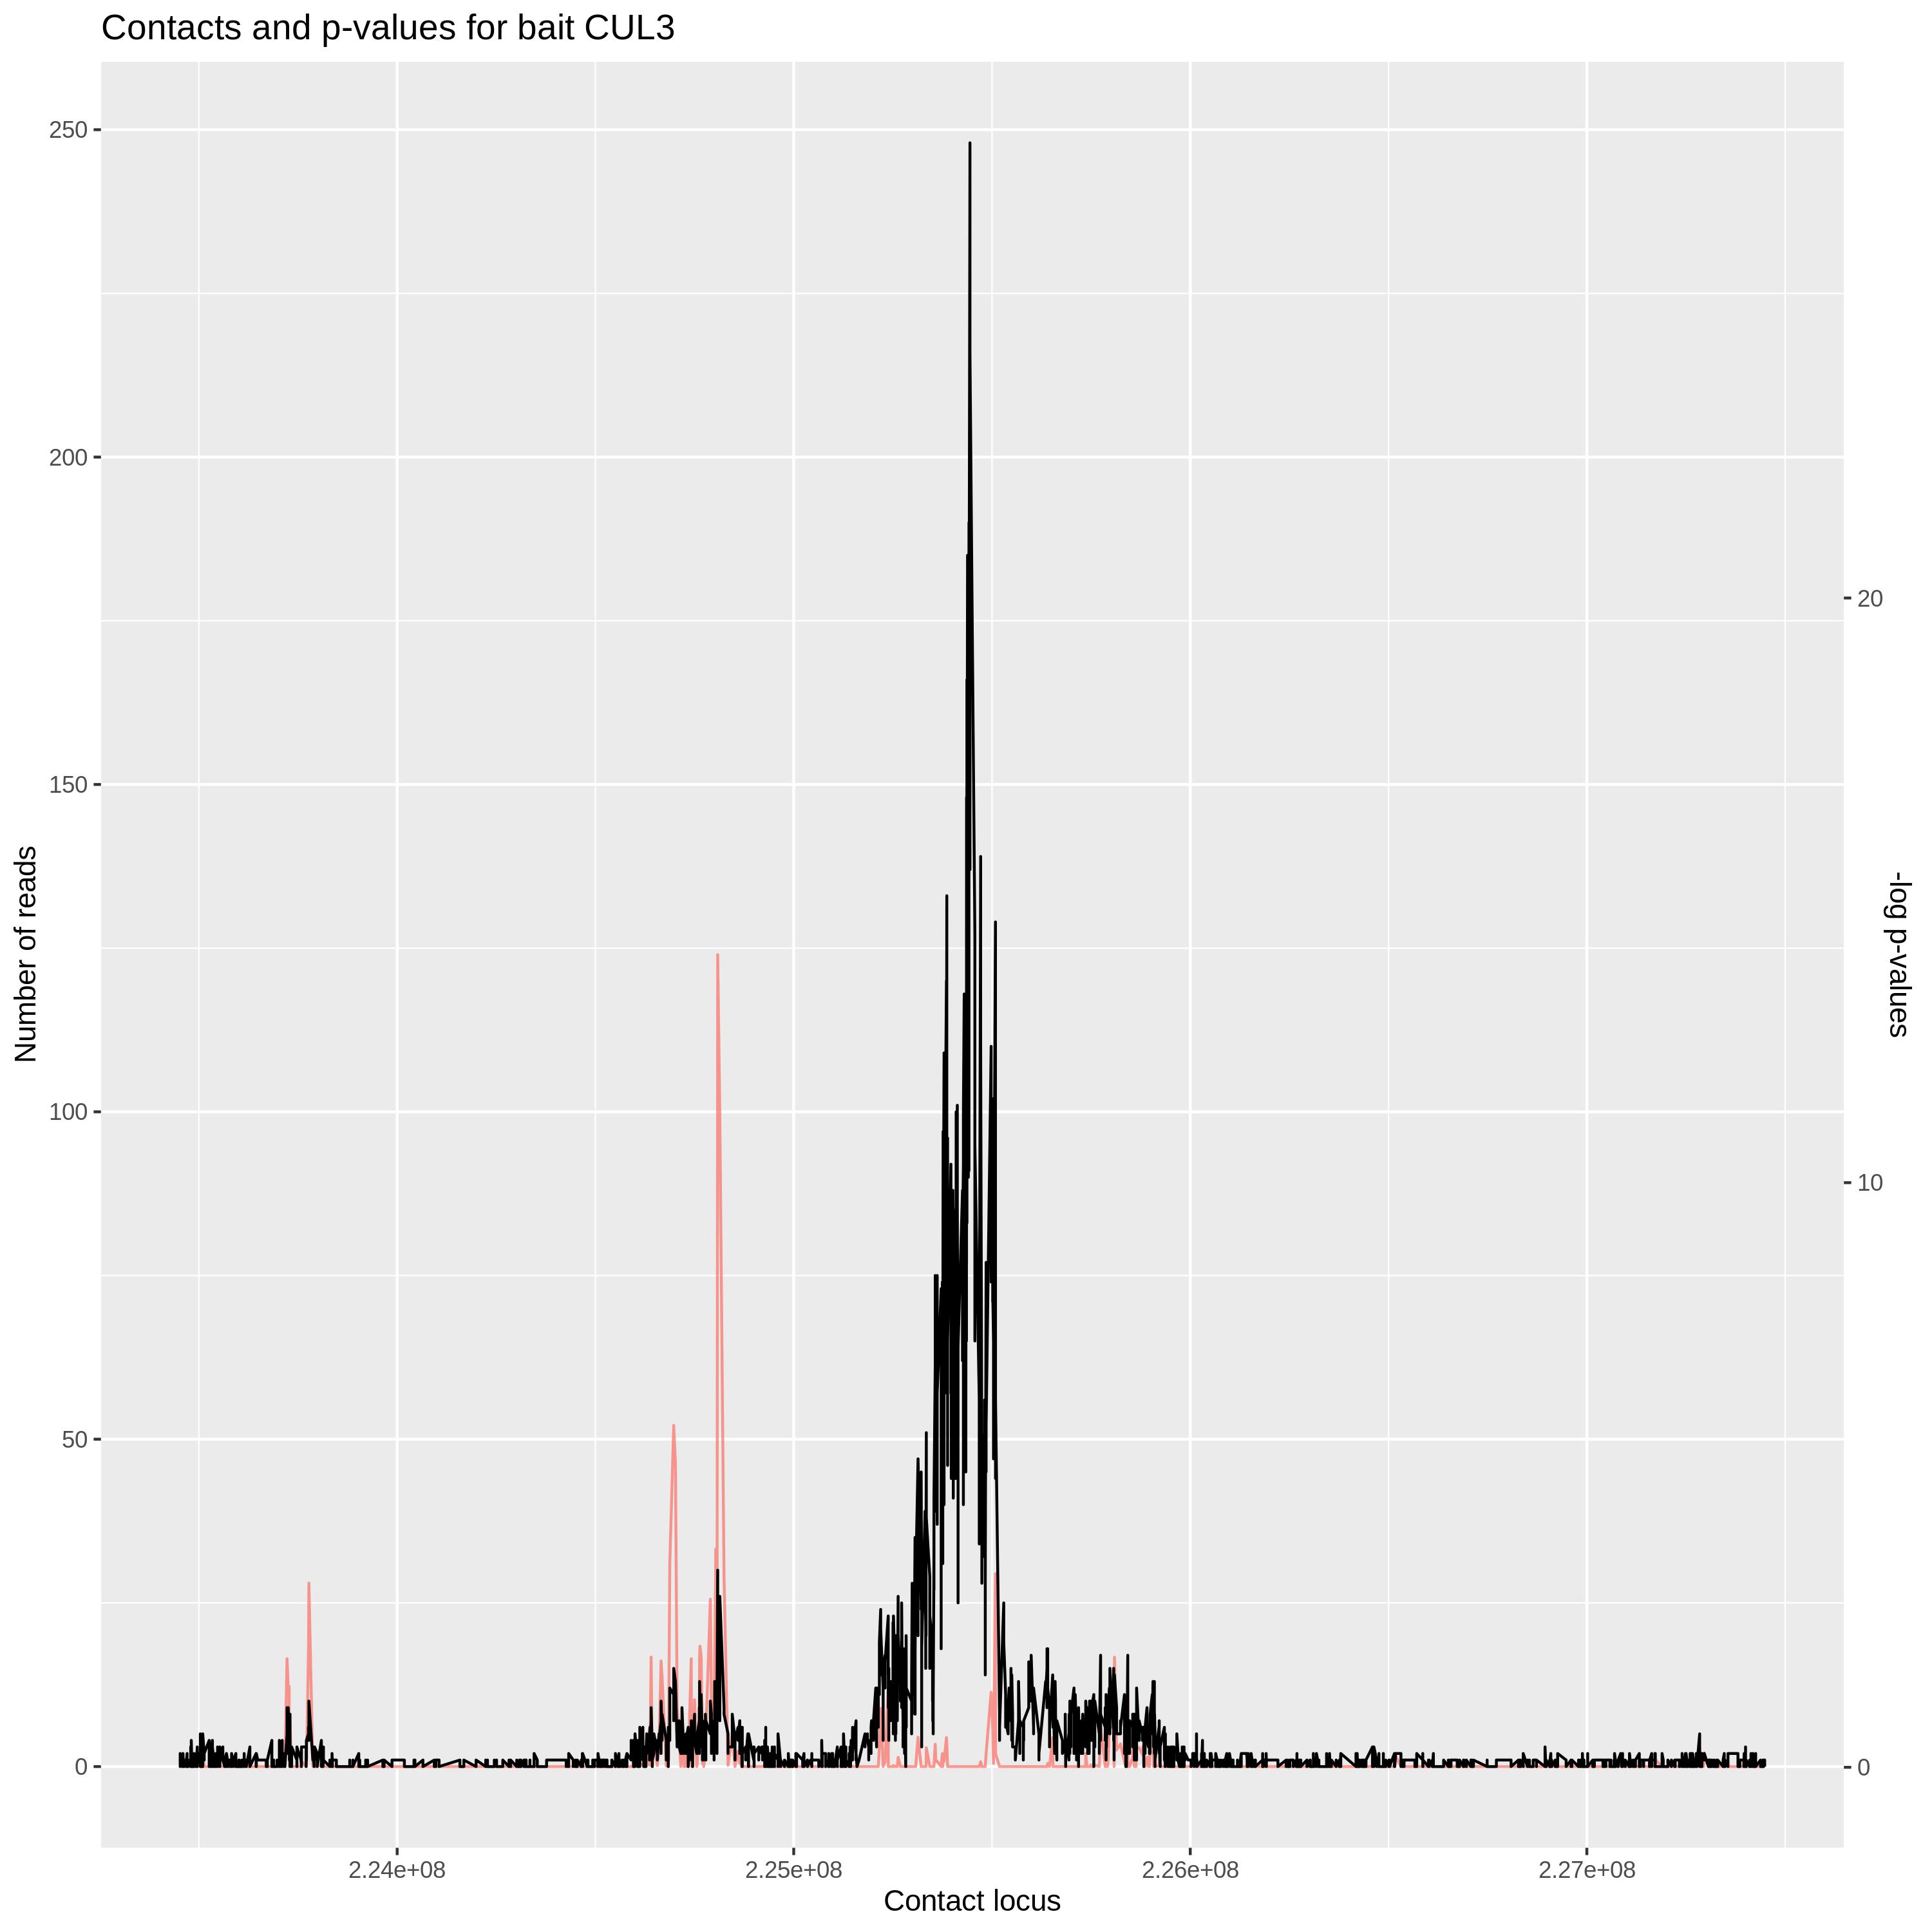 Contacts and p-values for bait CUL3
250
200
150
100
50
0
Number of reads
20
10
0
-log p-values
2.24e+08
2.25e+08
2.26e+08
2.27e+08
Contact locus